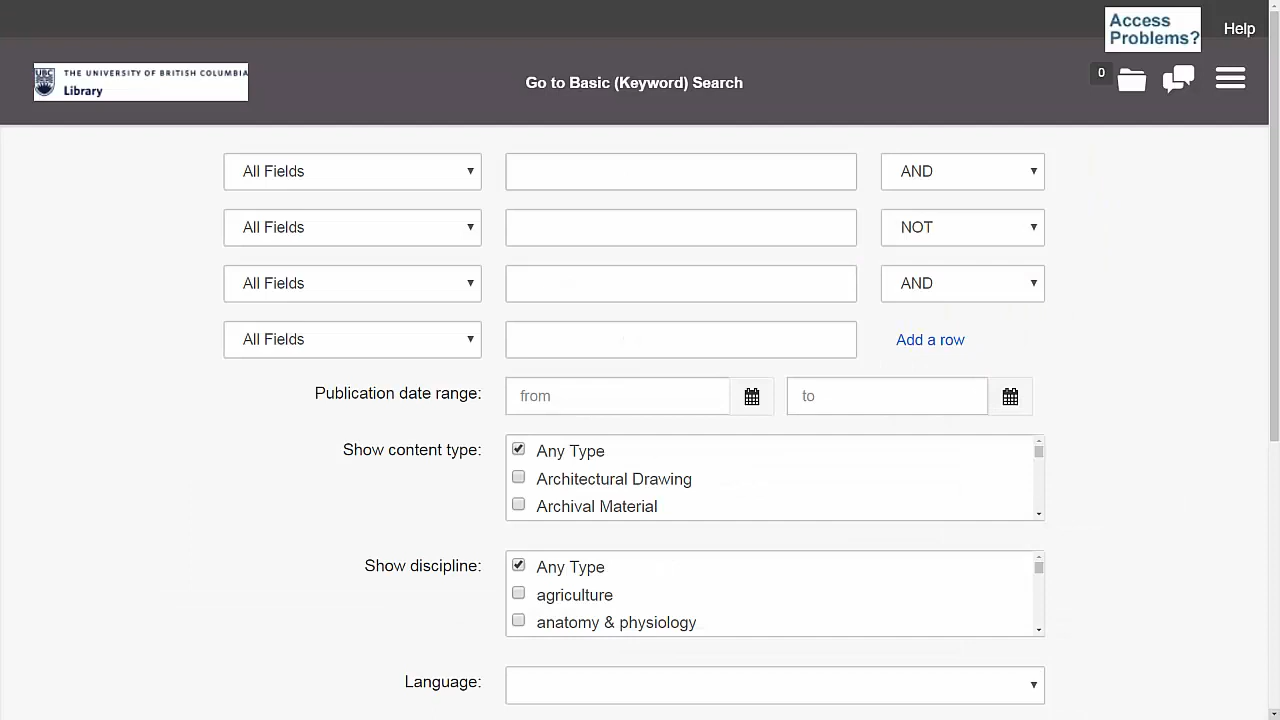 Access
Problems?
Help
UBC
THE UNIVERSITY OF BRITISH COLUMBIA
Library
Go to Basic (Keyword) Search
0
All Fields
AND
All Fields
NOT
All Fields
AND
All Fields
Add a row
Publication date range:
from
to
Show content type:
Any Type
Architectural Drawing
Archival Material
Show discipline:
Any Type
agriculture
anatomy & physiology
Language: